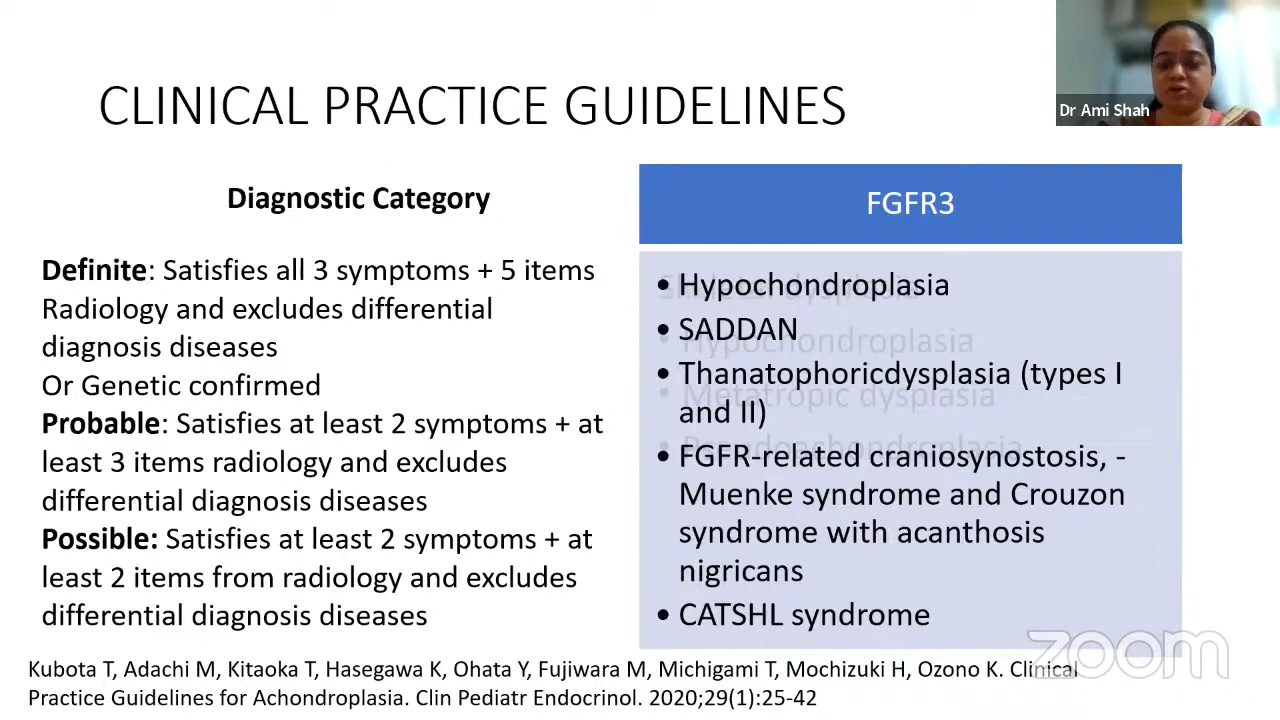 CLINICAL PRACTICE GUIDELINES
Dr Ami Shah
Diagnostic Category
Definite: Satisfies all 3 symptoms + 5 items
Radiology and excludes differential
diagnosis diseases
Or Genetic confirmed
Probable: Satisfies at least 2 symptoms + at
least 3 items radiology and excludes
differential diagnosis diseases
Possible: Satisfies at least 2 symptoms + at
least 2 items from radiology and excludes
differential diagnosis diseases
FGFR3
• Hypochondroplasia
• SADDAN
• Thanatophoricdysplasia (types I
and II)
• FGFR-related craniosynostosis, -
Muenke syndrome and Crouzon
syndrome with acanthosis
nigricans
• CATSHL syndrome
• Hypochondroplasia
• Metatropic dysplasia
• Pseudoachondroplasia
zoom
Kubota T, Adachi M, Kitaoka T, Hasegawa K, Ohata Y, Fujiwara M, Michigami T, Mochizuki H, Ozono K. Clinical
Practice Guidelines for Achondroplasia. Clin Pediatr Endocrinol. 2020;29(1):25-42